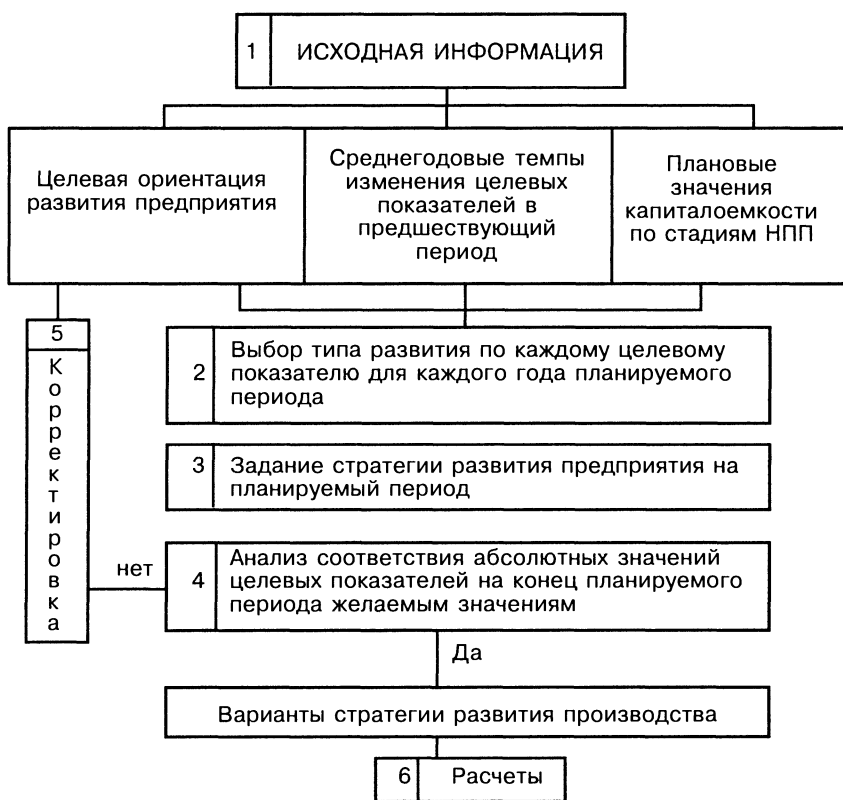 1 ИСХОДНАЯ ИНФОРМАЦИЯ
Целевая ориентация
развития предприятия
Среднегодовые темпы
изменения целевых
показателей в
предшествующий
период
Плановые
значения
капиталоемкости
по стадиям НПП
5
Корректировка
2
Выбор типа развития по каждому целевому
показателю для каждого года планируемого
периода
3
Задание стратегии развития предприятия на
планируемый период
нет
4
Анализ соответствия абсолютных значений
целевых показателей на конец планируемого
периода желаемым значениям
Да
Варианты стратегии развития производства
6 Расчеты